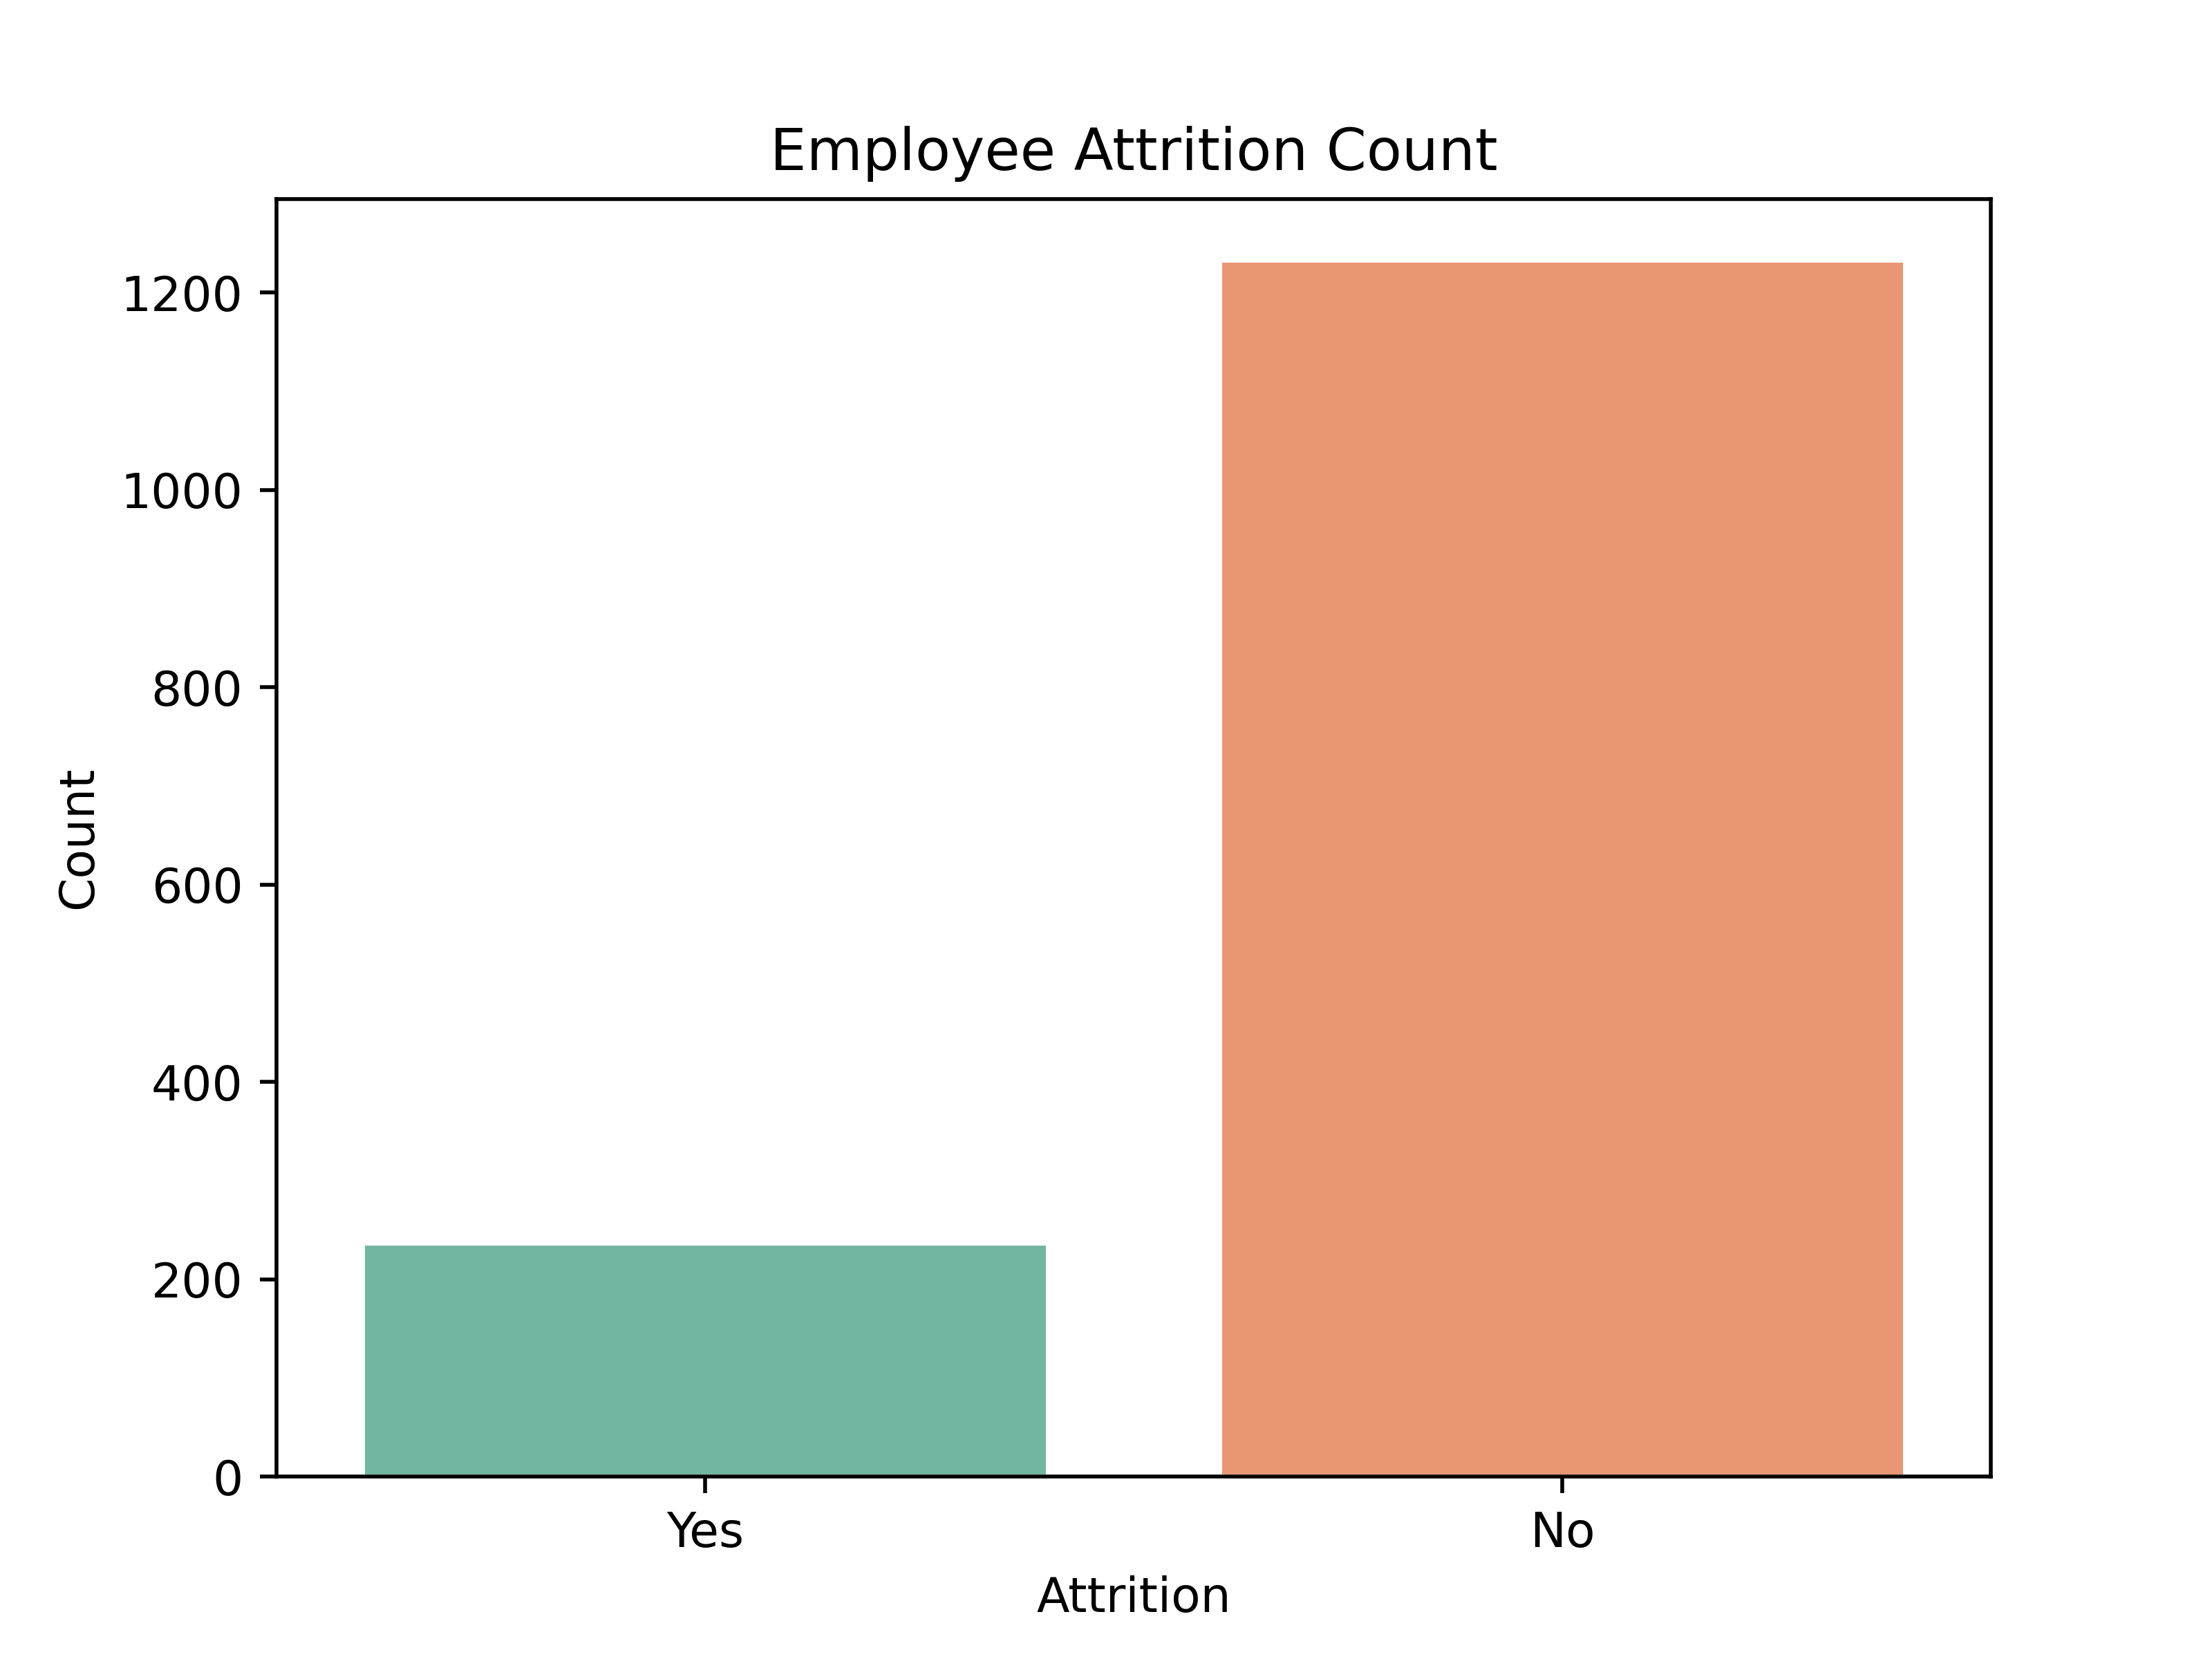 Employee Attrition Count
1200
1000
800
600
400
200
0
Count
Yes No
Attrition